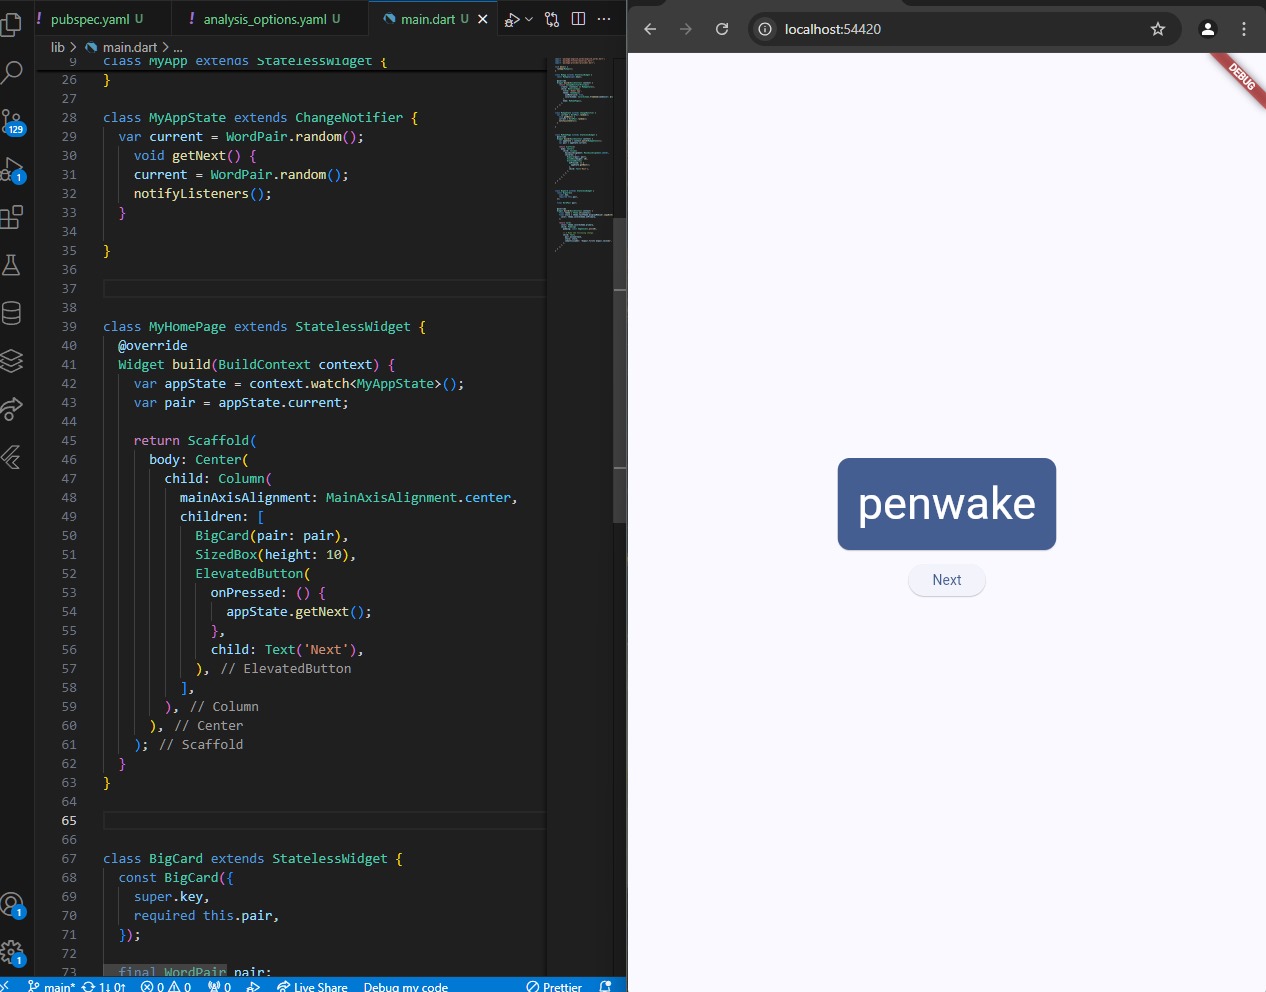 ! pubspec.yaml U
! analysis_options.yaml U
main.dart U
lib > main.dart > ...
9 class MyApp extends StatelessWidget {
26 }
27
28 class MyAppState extends ChangeNotifier {
29 var current = WordPair.random();
30 void getNext() {
31 current = WordPair.random();
32 notifyListeners();
33 }
34
35 }
36
37
38
39 class MyHomePage extends StatelessWidget {
40 @override
41 Widget build(BuildContext context) {
42 var appState = context.watch<MyAppState>();
43 var pair = appState.current;
44
45 return Scaffold(
46 body: Center(
47 child: Column(
48 mainAxisAlignment: MainAxisAlignment.center,
49 children: [
50 BigCard(pair: pair),
51 SizedBox(height: 10),
52 ElevatedButton(
53 onPressed: () {
54 appState.getNext();
55 },
56 child: Text('Next'),
57 ), // ElevatedButton
58 ],
59 ), // Column
60 ), // Center
61 ); // Scaffold
62 }
63 }
64
65
66
67 class BigCard extends StatelessWidget {
68 const BigCard({
69 super.key,
70 required this.pair,
71 });
72
73 final WordPair pair;
129
1
1
1
main* 1↓ 0↑ 0 0 0 Live Share Debug my code Prettier
localhost:54420
DEBUG
penwake
Next